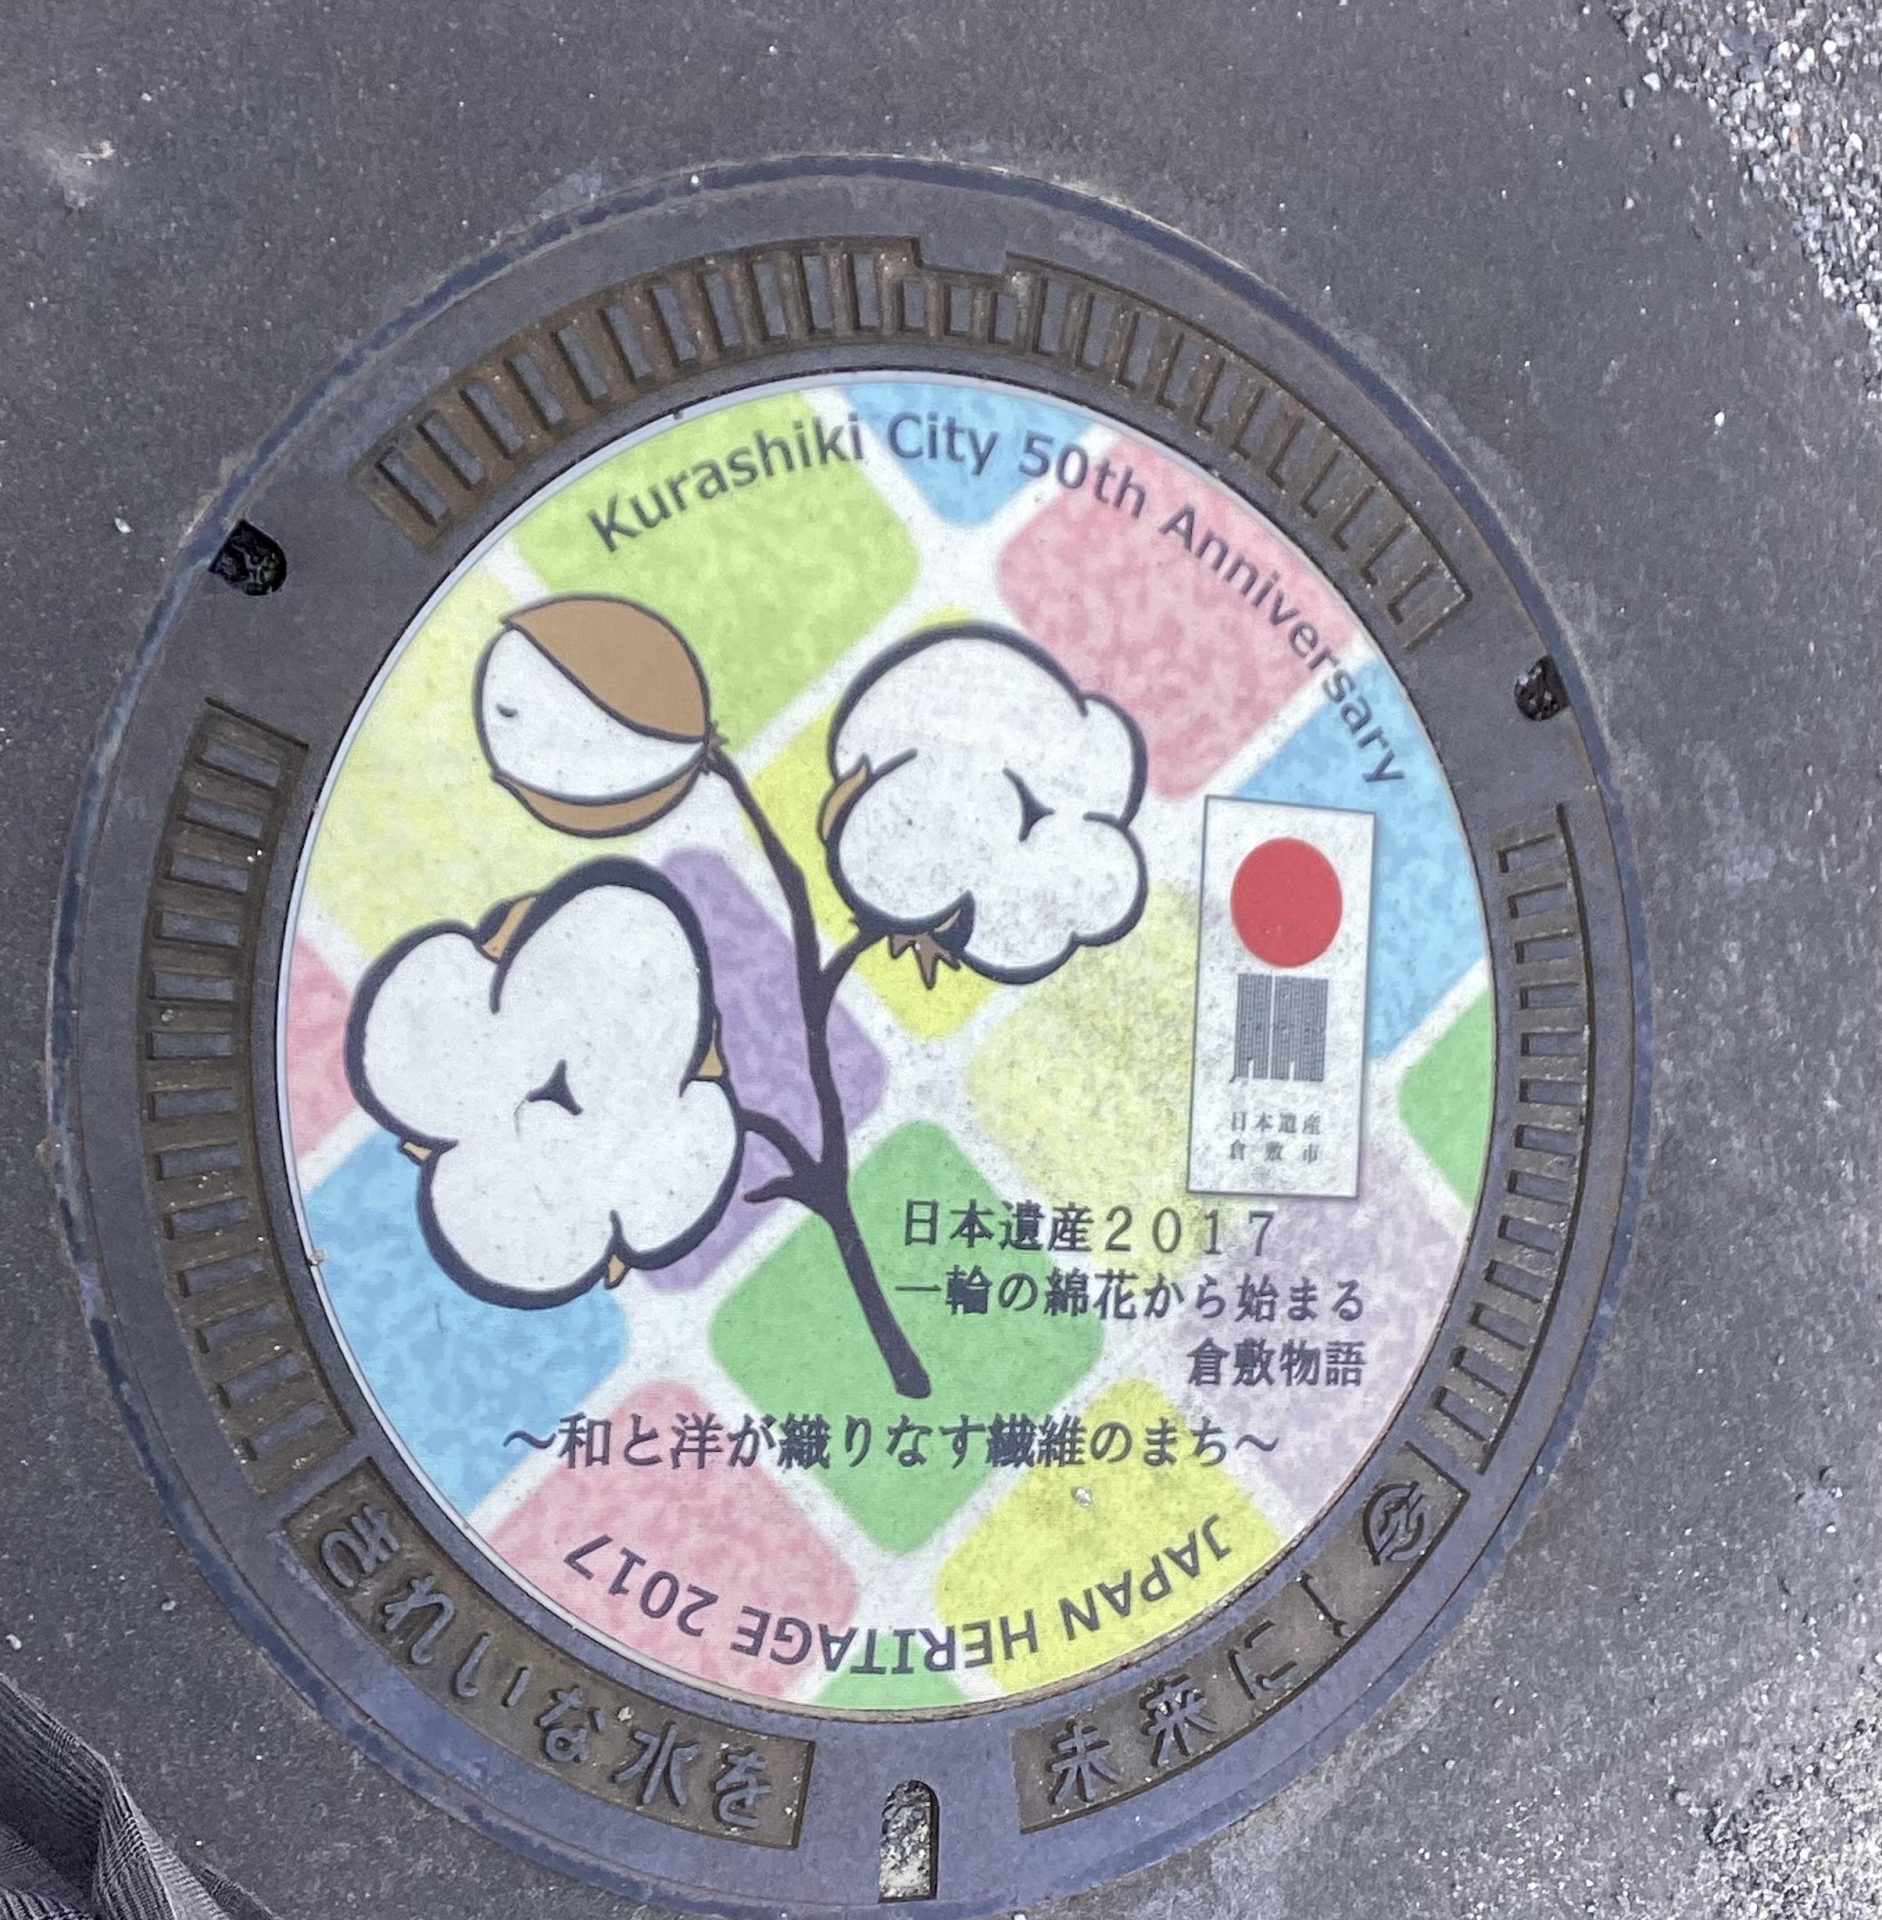 Kurashiki City 50th Anniversary
日本遺産
倉敷市
日本遺産2017
一輪の綿花から始まる
倉敷物語
～和と洋が織りなす繊維のまち～
JAPAN HERITAGE 2017
きれいな水を
未来に！